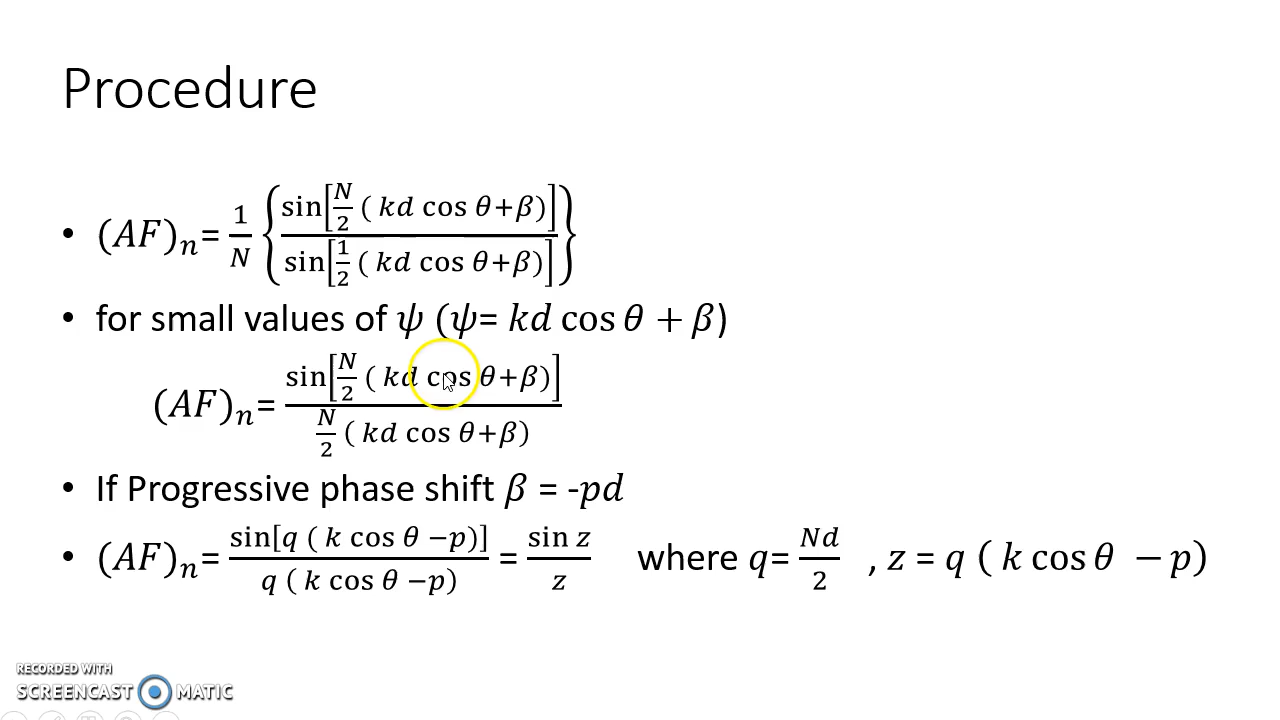 Procedure
• (𝐴𝐹)ₙ= 1/𝑁 { sin[𝑁/2 ( 𝑘𝑑 cos 𝜃+𝛽)] / sin[1/2 ( 𝑘𝑑 cos 𝜃+𝛽)] }
• for small values of 𝜓 (𝜓= 𝑘𝑑 cos 𝜃 + 𝛽)
(𝐴𝐹)ₙ= sin[𝑁/2 ( 𝑘𝑑 cos 𝜃+𝛽)] / 𝑁/2 ( 𝑘𝑑 cos 𝜃+𝛽)
• If Progressive phase shift 𝛽 = -𝑝𝑑
• (𝐴𝐹)ₙ= sin[𝑞 ( 𝑘 cos 𝜃 −𝑝)] / 𝑞 ( 𝑘 cos 𝜃 −𝑝) = sin 𝑧 / 𝑧 where 𝑞= 𝑁𝑑/2 , 𝑧 = 𝑞 ( 𝑘 cos 𝜃 − 𝑝)
RECORDED WITH
SCREENCAST MATIC